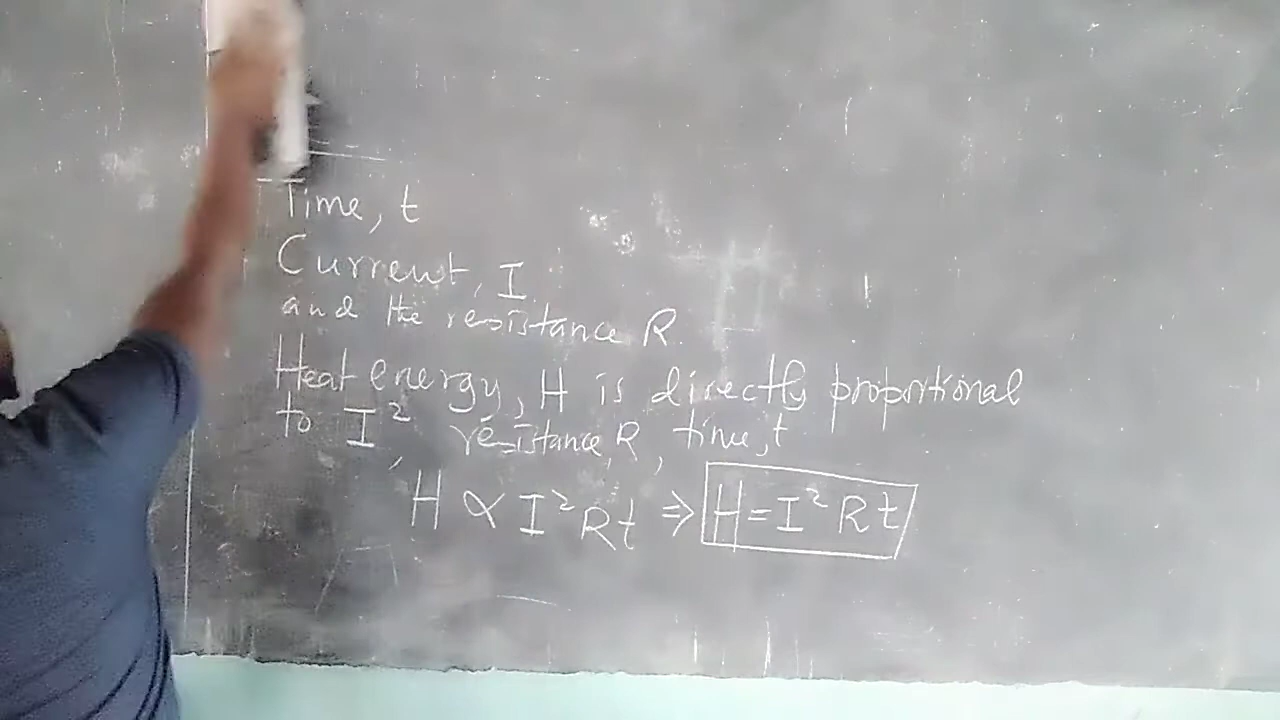 Time, t
Current, I
and the resistance R.
Heat energy, H is directly proportional
to I², resistance, R, time, t
H ∝ I²Rt ⇒ H = I²Rt